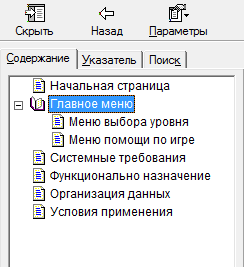 Скрыть Назад Параметры
Содержание Указатель Поиск
Начальная страница
Главное меню
Меню выбора уровня
Меню помощи по игре
Системные требования
Функционально назначение
Организация данных
Условия применения